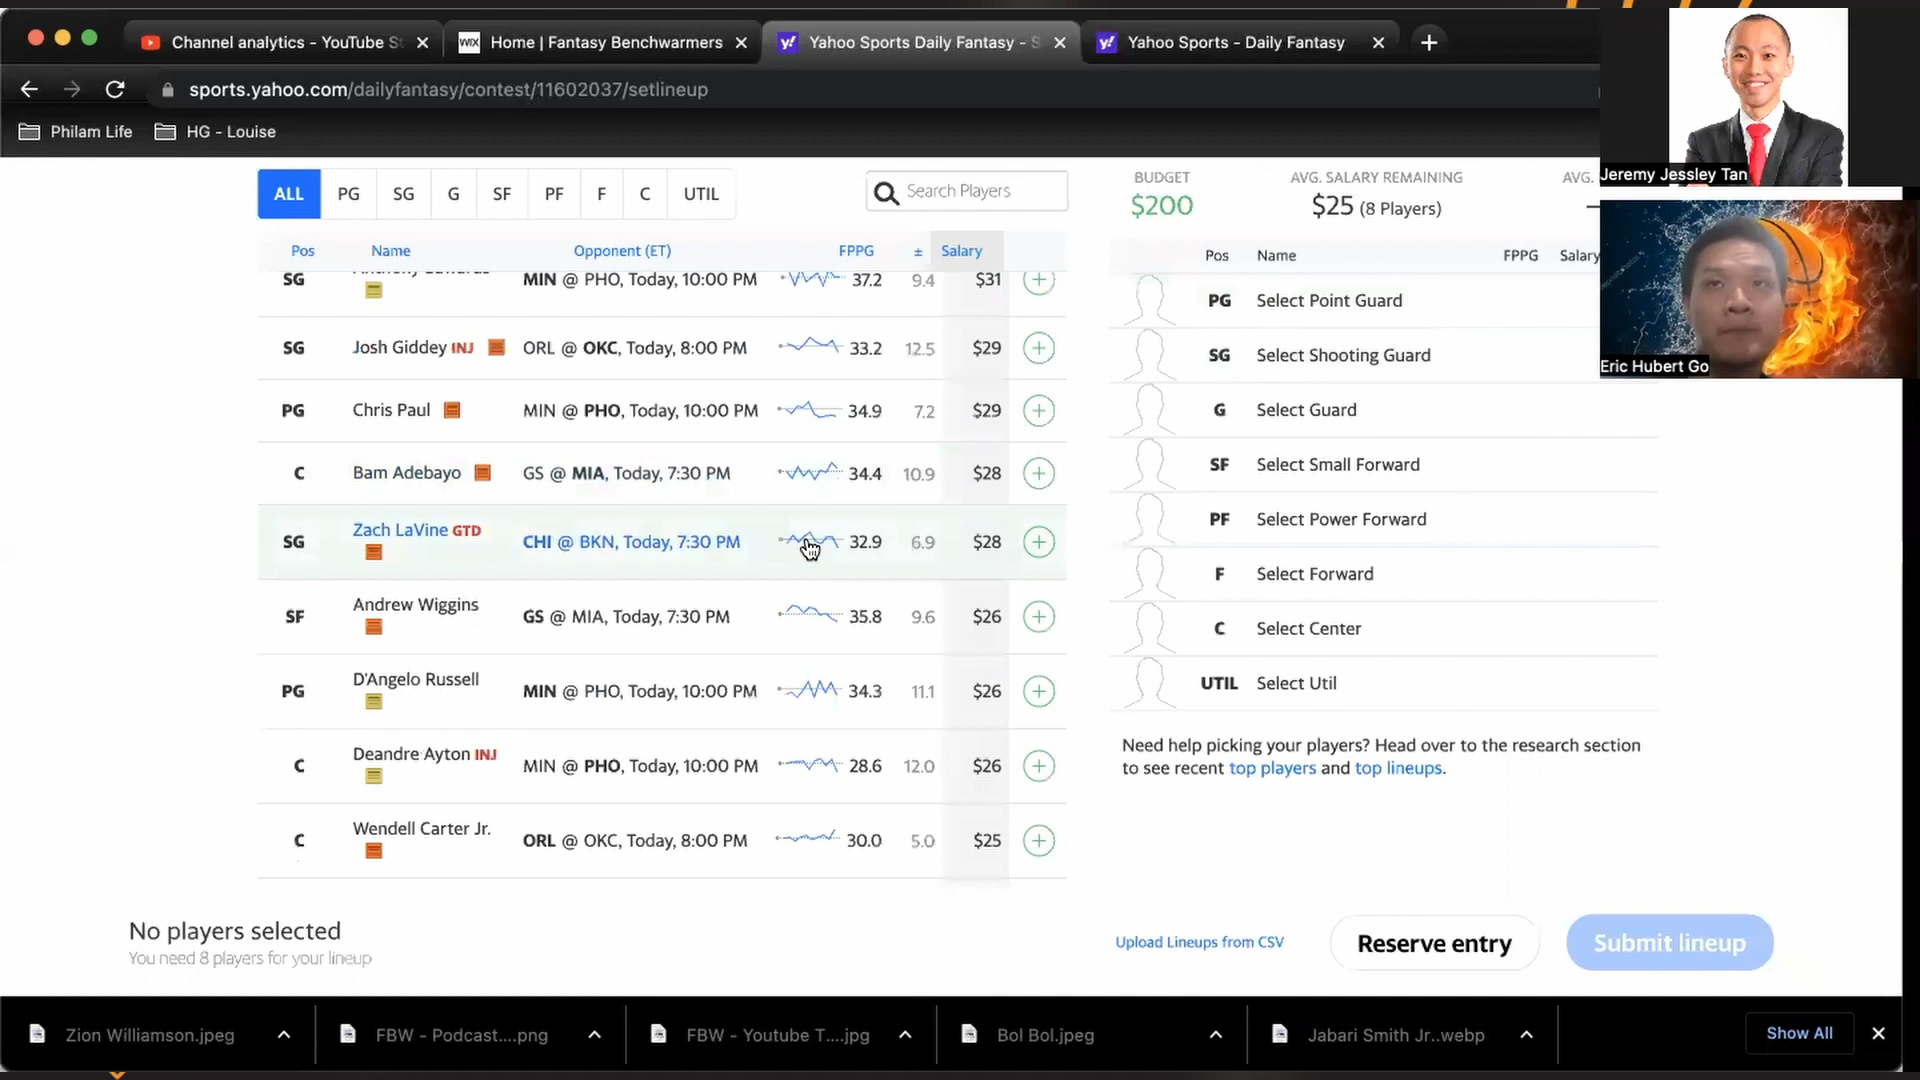 Channel analytics - YouTube S
Home | Fantasy Benchwarmers
Yahoo Sports Daily Fantasy - S
Yahoo Sports - Daily Fantasy
sports.yahoo.com/dailyfantasy/contest/11602037/setlineup
Philam Life
HG - Louise
Jeremy Jessley Tan
Eric Hubert Go
ALL PG SG G SF PF F C UTIL
Search Players
Pos Name Opponent (ET) FPPG ± Salary
SG MIN @ PHO, Today, 10:00 PM 37.2 9.4 $31
SG Josh Giddey INJ ORL @ OKC, Today, 8:00 PM 33.2 12.5 $29
PG Chris Paul MIN @ PHO, Today, 10:00 PM 34.9 7.2 $29
C Bam Adebayo GS @ MIA, Today, 7:30 PM 34.4 10.9 $28
SG Zach LaVine GTD CHI @ BKN, Today, 7:30 PM 32.9 6.9 $28
SF Andrew Wiggins GS @ MIA, Today, 7:30 PM 35.8 9.6 $26
PG D'Angelo Russell MIN @ PHO, Today, 10:00 PM 34.3 11.1 $26
C Deandre Ayton INJ MIN @ PHO, Today, 10:00 PM 28.6 12.0 $26
C Wendell Carter Jr. ORL @ OKC, Today, 8:00 PM 30.0 5.0 $25
BUDGET AVG. SALARY REMAINING AVG.
$200 $25 (8 Players)
Pos Name FPPG Salary
PG Select Point Guard
SG Select Shooting Guard
G Select Guard
SF Select Small Forward
PF Select Power Forward
F Select Forward
C Select Center
UTIL Select Util
Need help picking your players? Head over to the research section
to see recent top players and top lineups.
No players selected
You need 8 players for your lineup
Upload Lineups from CSV
Reserve entry
Submit lineup
Zion Williamson.jpeg
FBW - Podcast....png
FBW - Youtube T....jpg
Bol Bol.jpeg
Jabari Smith Jr..webp
Show All